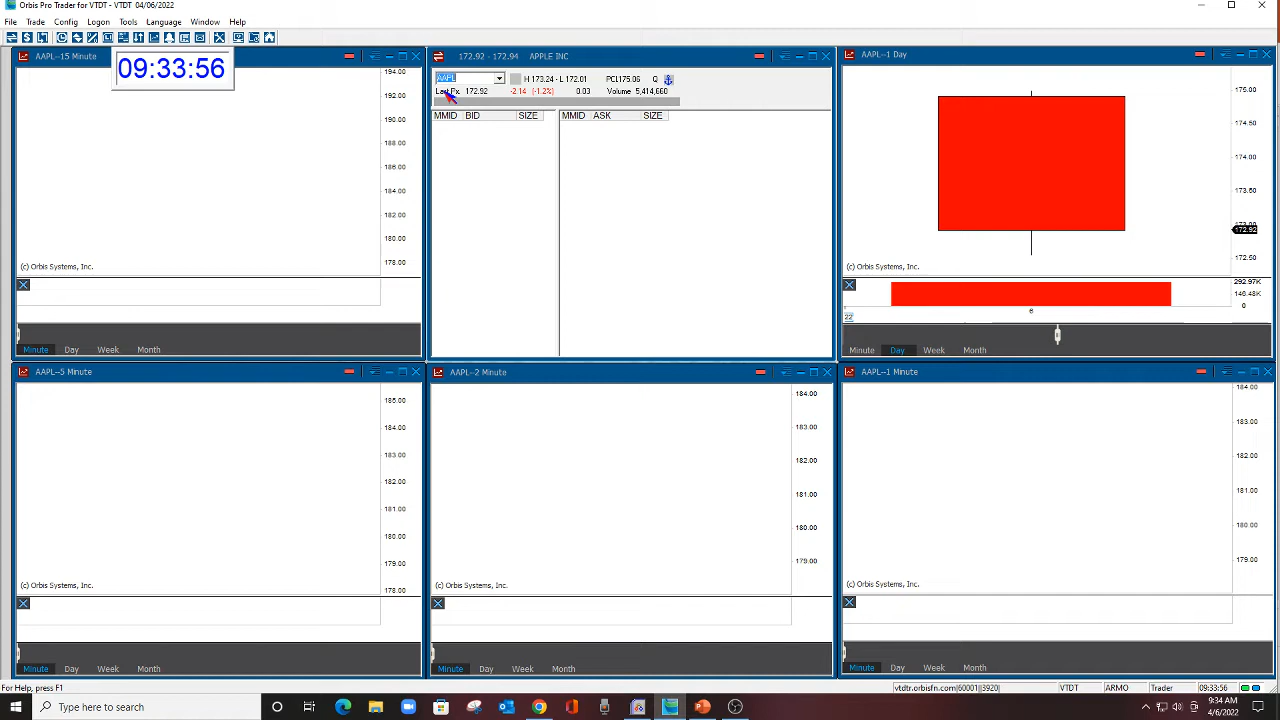 Orbis Pro Trader for VTDT - VTDT 04/06/2022
File Trade Config Logon Tools Language Window Help
AAPL--15 Minute
09:33:56
194.00
192.00
190.00
188.00
186.00
184.00
182.00
180.00
178.00
(c) Orbis Systems, Inc.
Minute Day Week Month
172.92 - 172.94 APPLE INC
AAPL H 173.24 - L 172.01 PCL175.06 Q
172.92 -2.14 (-1.2%) 0.03 Volume 5,414,660
MMID BID SIZE MMID ASK SIZE
AAPL--1 Day
175.00
174.50
174.00
173.50
172.92
172.50
(c) Orbis Systems, Inc.
292.97K
146.48K
0
6
22
Minute Day Week Month
AAPL--5 Minute
185.00
184.00
183.00
182.00
181.00
180.00
179.00
178.00
(c) Orbis Systems, Inc.
Minute Day Week Month
AAPL--2 Minute
184.00
183.00
182.00
181.00
180.00
179.00
(c) Orbis Systems, Inc.
Minute Day Week Month
AAPL--1 Minute
184.00
183.00
182.00
181.00
180.00
179.00
(c) Orbis Systems, Inc.
Minute Day Week Month
For Help, press F1
vtdtr.orbisfn.com|60001||3920| VTDT ARMO Trader 09:33:56
Type here to search
9:34 AM
4/6/2022